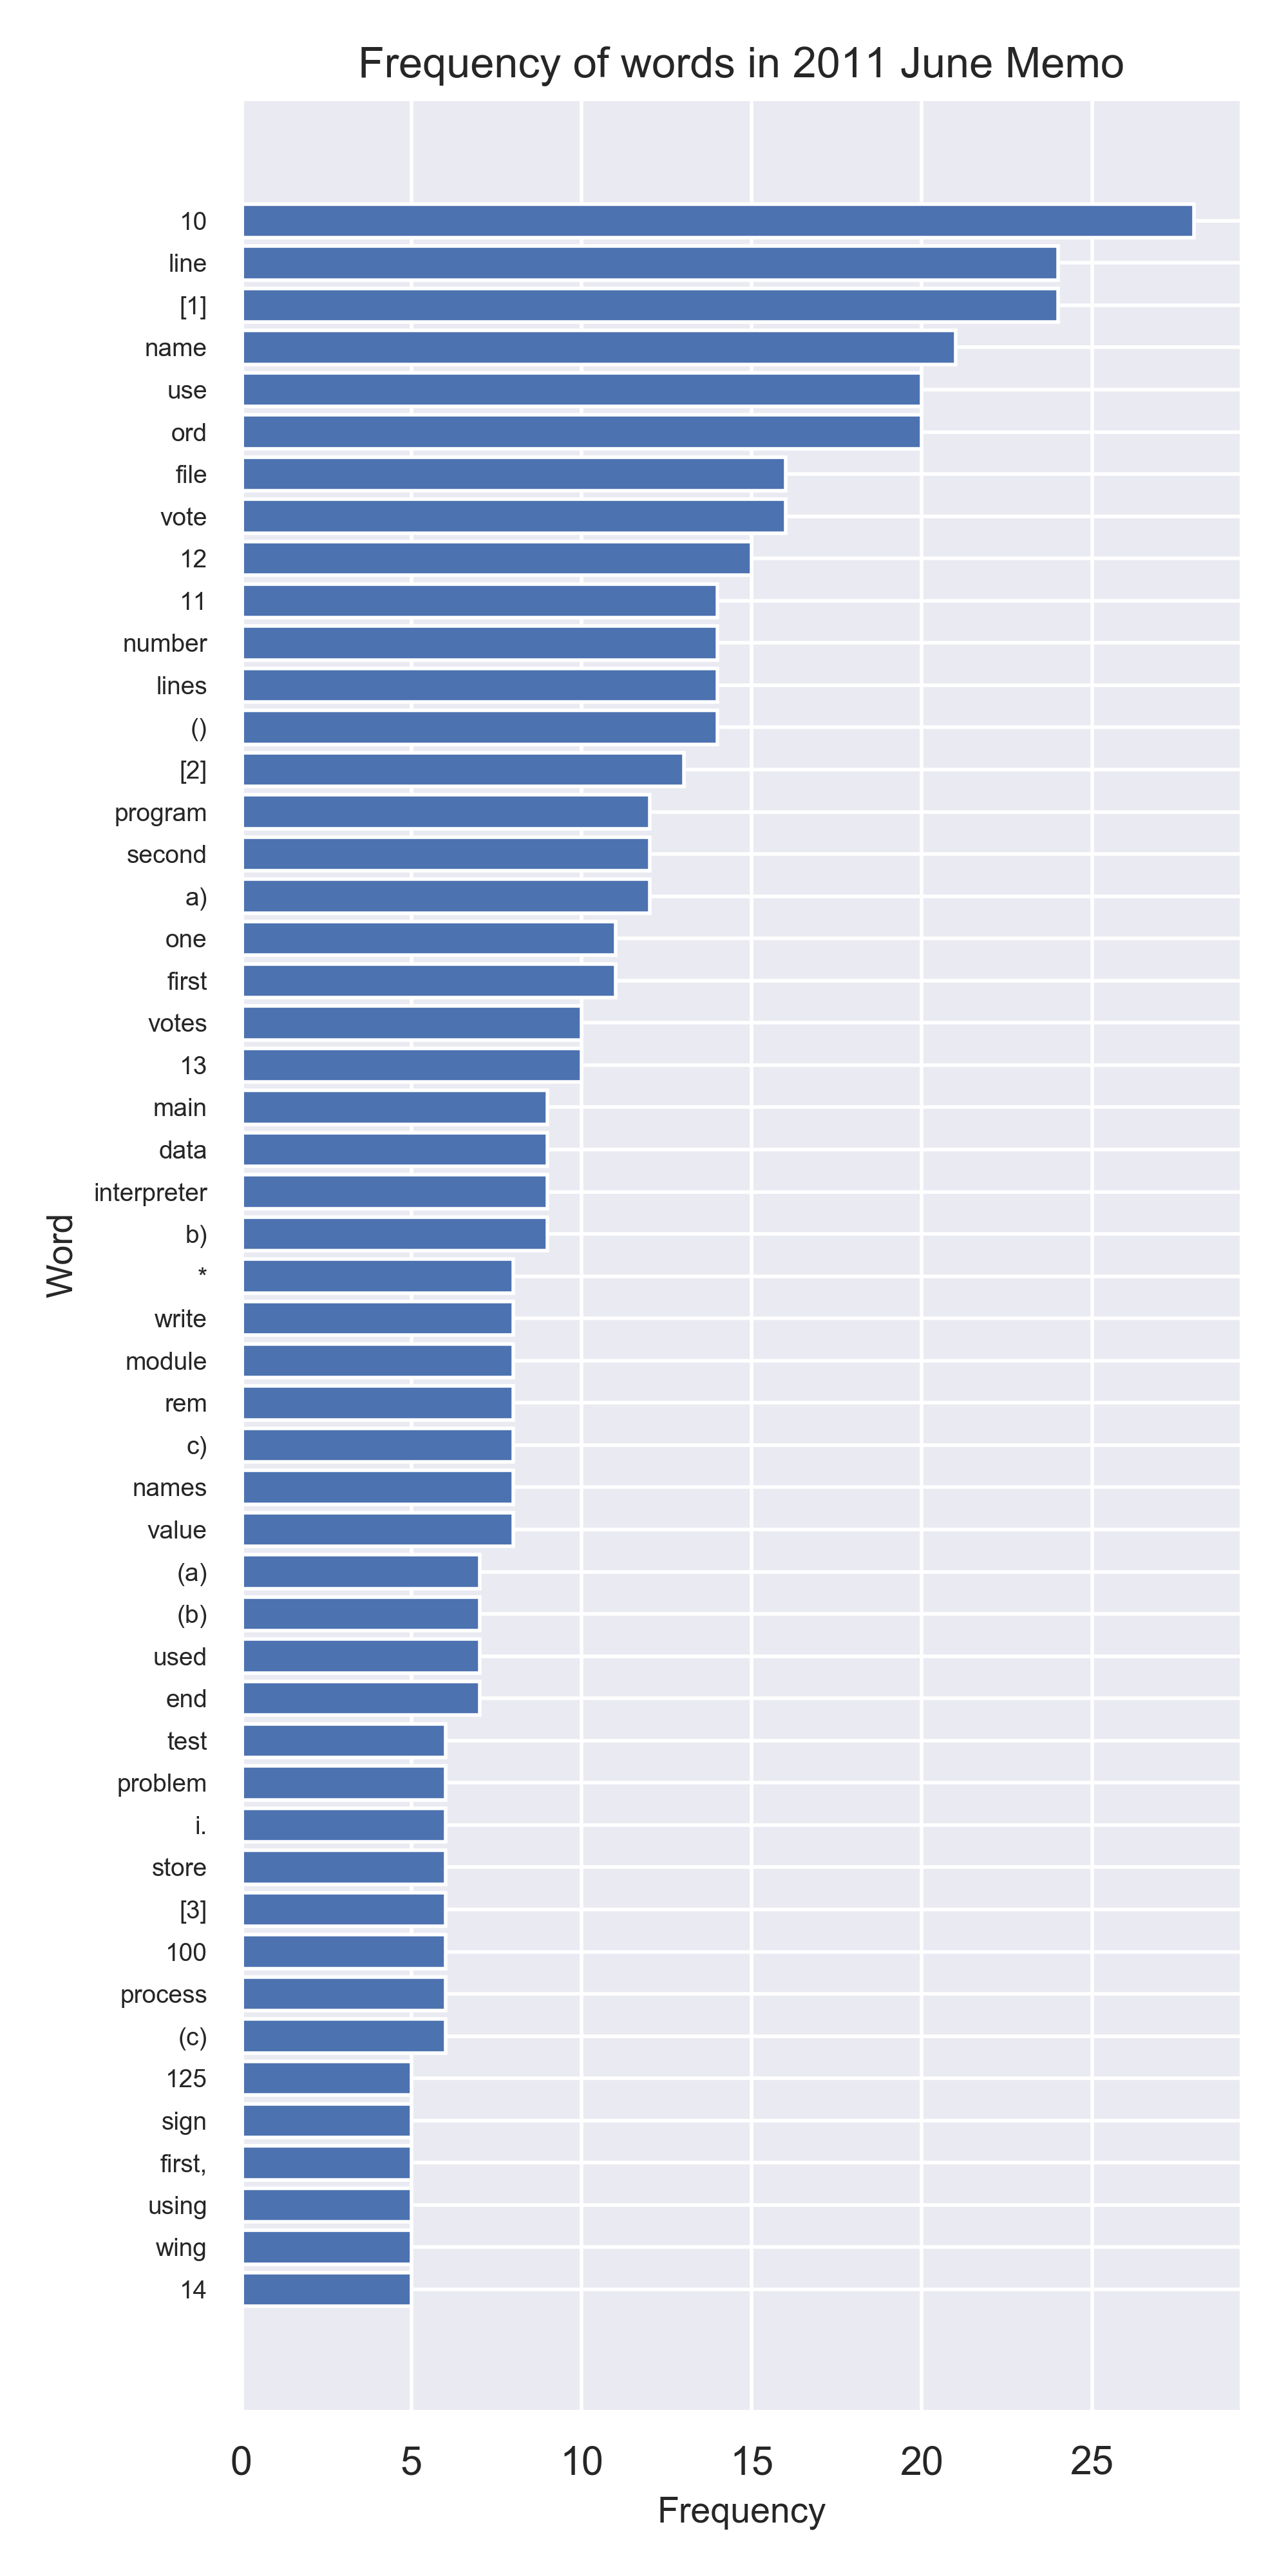 Frequency of words in 2011 June Memo
10
line
[1]
name
use
ord
file
vote
12
11
number
lines
()
[2]
program
second
a)
one
first
votes
13
main
data
interpreter
b)
*
write
module
rem
c)
names
value
(a)
(b)
used
end
test
problem
i.
store
[3]
100
process
(c)
125
sign
first,
using
wing
14
Word
0 5 10 15 20 25
Frequency